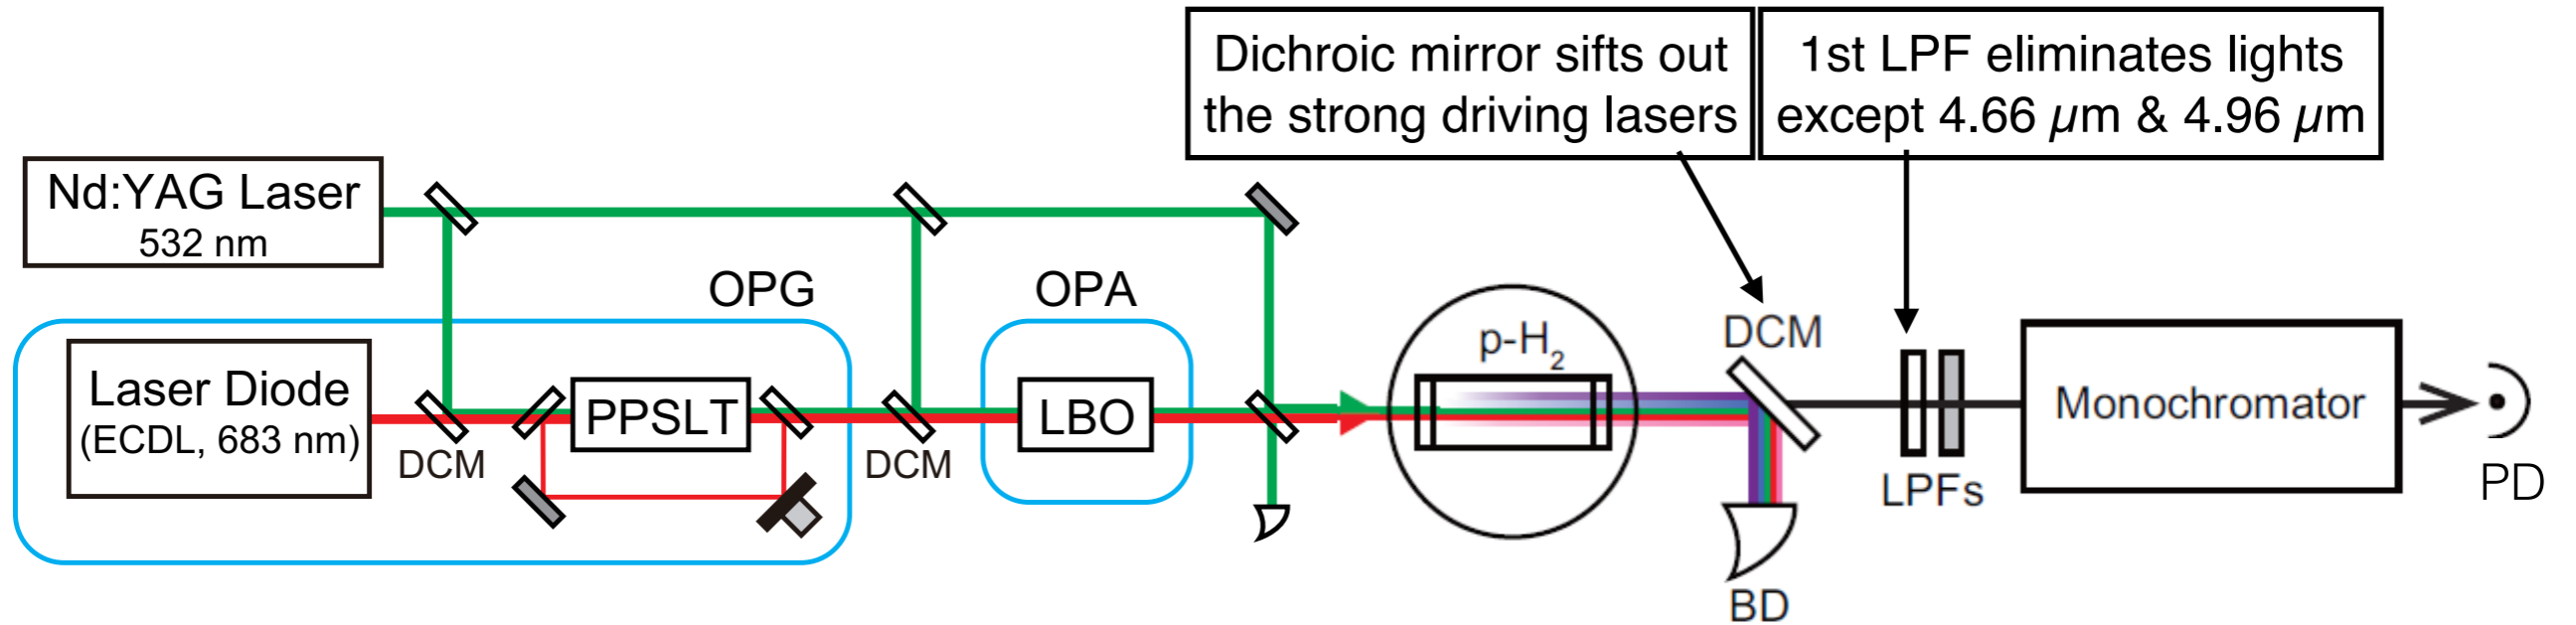 Dichroic mirror sifts out
the strong driving lasers
1st LPF eliminates lights
except 4.66 µm & 4.96 µm
Nd:YAG Laser
532 nm
OPG
OPA
Laser Diode
(ECDL, 683 nm)
DCM
PPSLT
DCM
LBO
p-H₂
DCM
BD
LPFs
Monochromator
PD